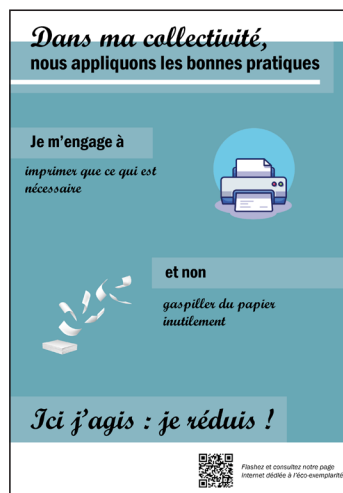 Dans ma collectivité,
nous appliquons les bonnes pratiques
Je m'engage à
imprimer que ce qui est
nécessaire
et non
gaspiller du papier
inutilement
Ici j'agis : je réduis !
Flashez et consultez notre page
Internet dédiée à l'éco-exemplarité